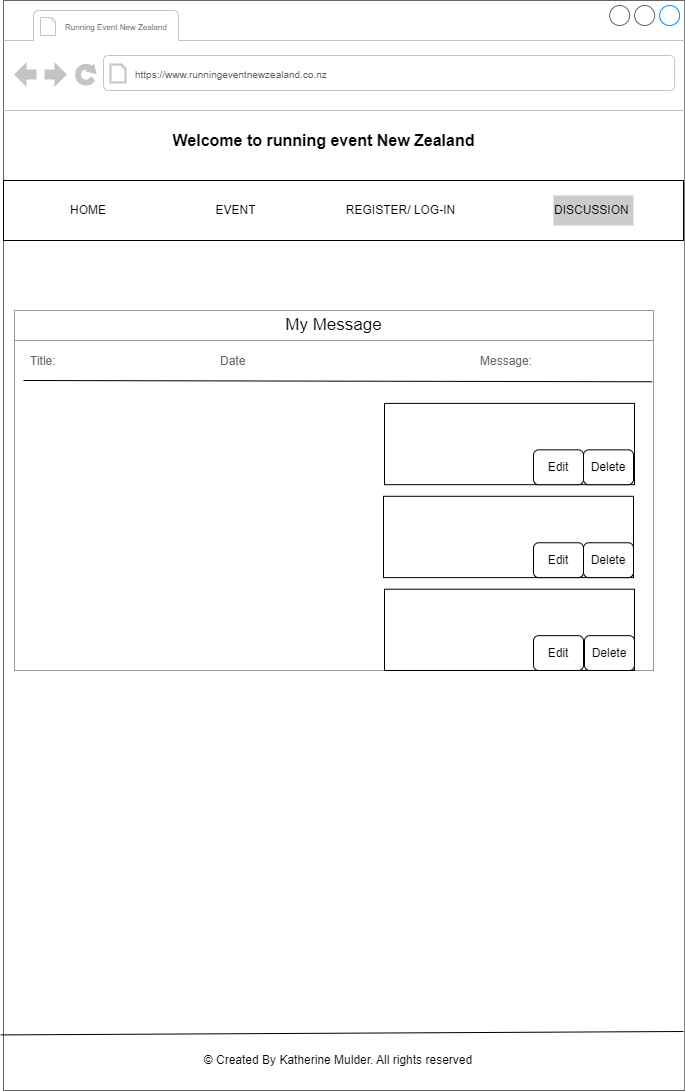 Running Event New Zealand
https://www.runningeventnewzealand.co.nz
Welcome to running event New Zealand
HOME EVENT REGISTER/ LOG-IN DISCUSSION
My Message
Title: Date Message:
Edit Delete
Edit Delete
Edit Delete
© Created By Katherine Mulder. All rights reserved